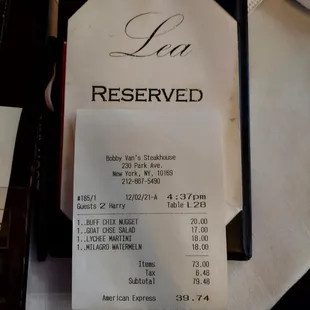 Lea
RESERVED
Bobby Van's Steakhouse
230 Park Ave.
New York, NY, 10169
212-867-5490
#185/1 12/02/21-A 4:37pm
Guests 2 Harry Table L28
1..BUFF CHIX NUGGET 20.00
1..GOAT CHSE SALAD 17.00
1..LYCHEE MARTINI 18.00
1..MILAGRO WATERMELN 18.00
Items 73.00
Tax 6.48
Subtotal 79.48
American Express 39.74